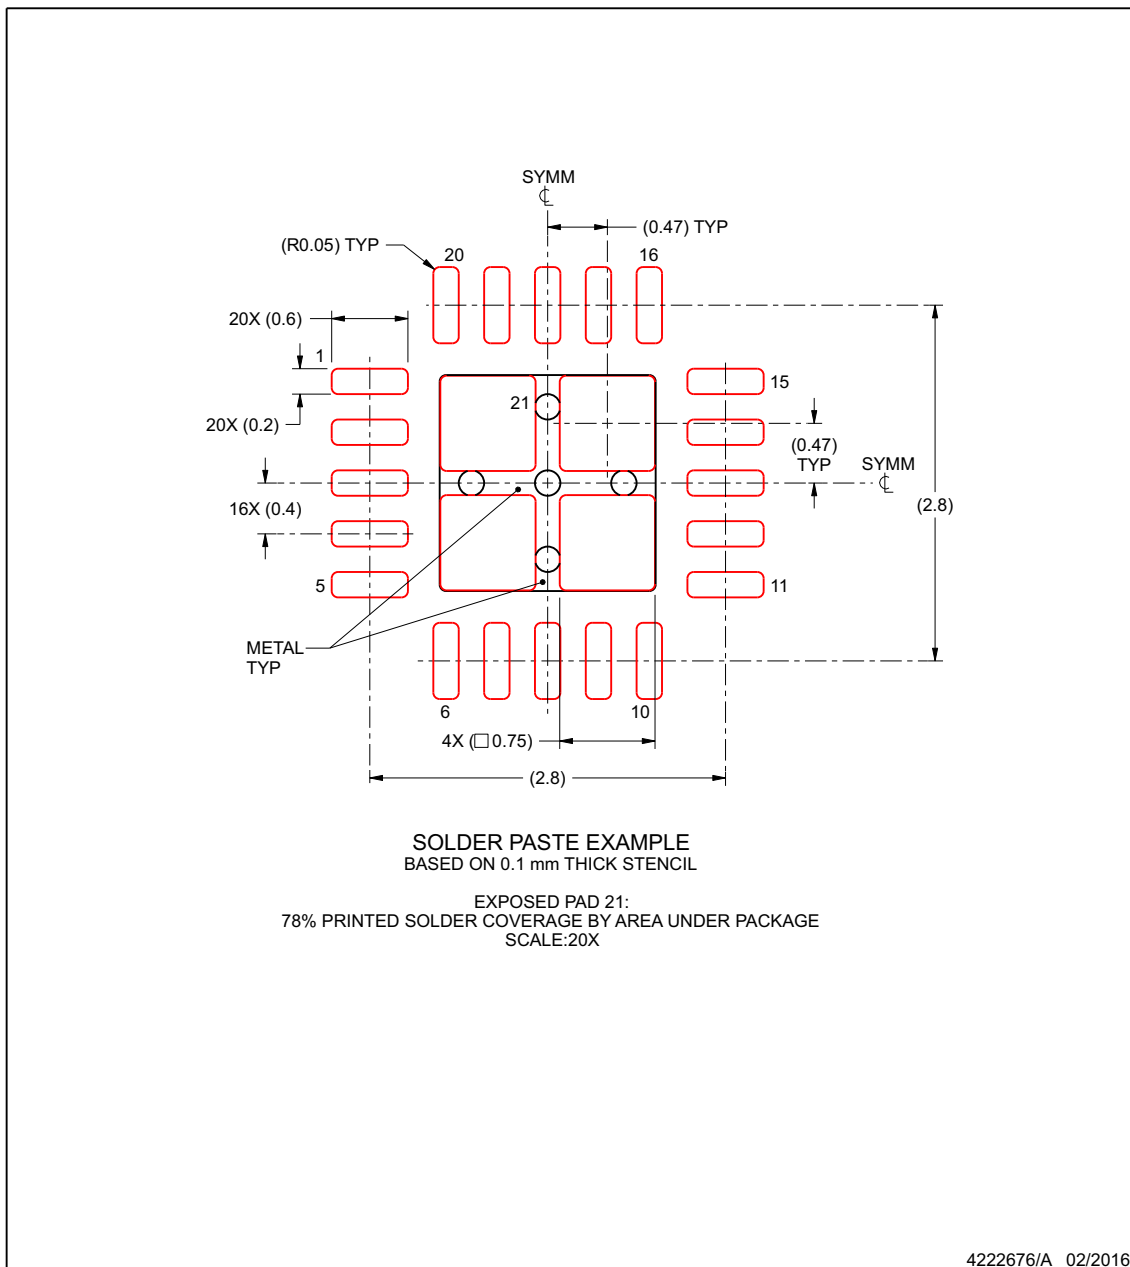 SYMM
℄
(0.47) TYP
(R0.05) TYP
20
16
20X (0.6)
1
15
21
20X (0.2)
(0.47)
TYP
SYMM
℄
16X (0.4)
(2.8)
5
11
METAL
TYP
6
10
4X (□ 0.75)
(2.8)
SOLDER PASTE EXAMPLE
BASED ON 0.1 mm THICK STENCIL
EXPOSED PAD 21:
78% PRINTED SOLDER COVERAGE BY AREA UNDER PACKAGE
SCALE:20X
4222676/A 02/2016